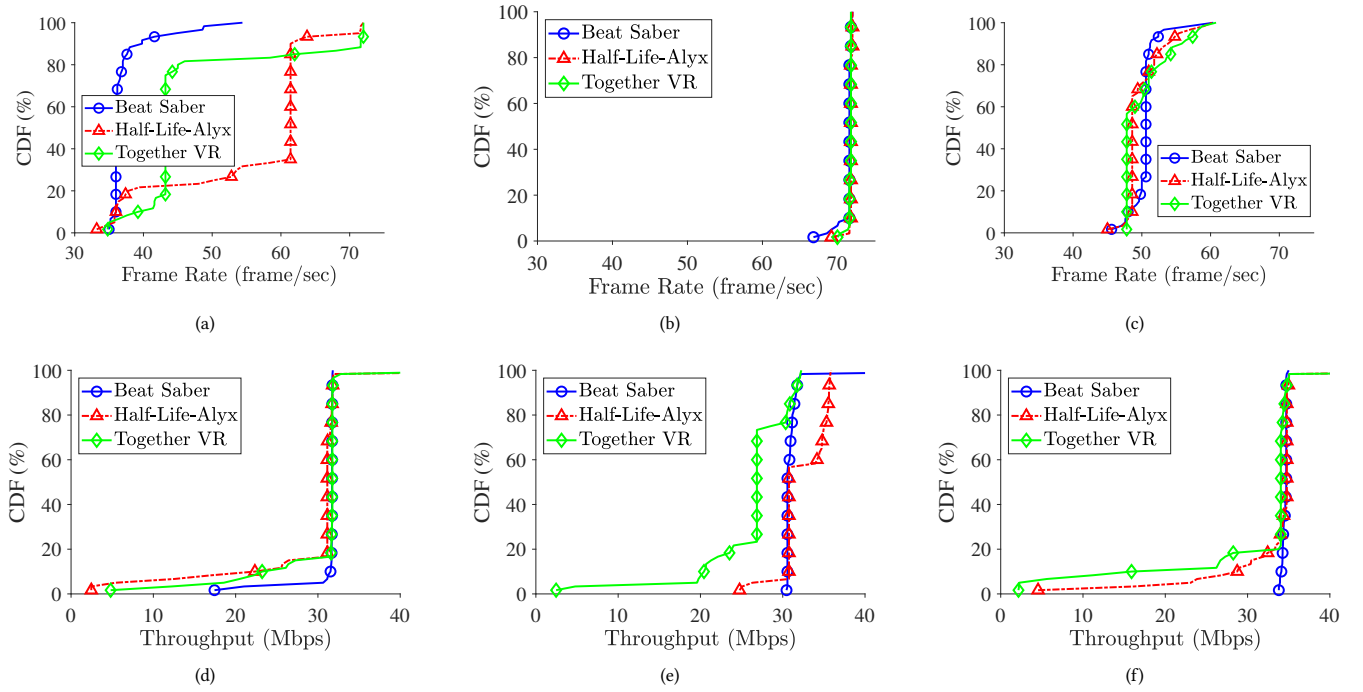 CDF (%)
100
80
60
40
20
0
Beat Saber
Half-Life-Alyx
Together VR
30 40 50 60 70
Frame Rate (frame/sec)
(a)
CDF (%)
100
80
60
40
20
0
Beat Saber
Half-Life-Alyx
Together VR
30 40 50 60 70
Frame Rate (frame/sec)
(b)
CDF (%)
100
80
60
40
20
0
Beat Saber
Half-Life-Alyx
Together VR
30 40 50 60 70
Frame Rate (frame/sec)
(c)
CDF (%)
100
80
60
40
20
0
Beat Saber
Half-Life-Alyx
Together VR
0 10 20 30 40
Throughput (Mbps)
(d)
CDF (%)
100
80
60
40
20
0
Beat Saber
Half-Life-Alyx
Together VR
0 10 20 30 40
Throughput (Mbps)
(e)
CDF (%)
100
80
60
40
20
0
Beat Saber
Half-Life-Alyx
Together VR
0 10 20 30 40
Throughput (Mbps)
(f)